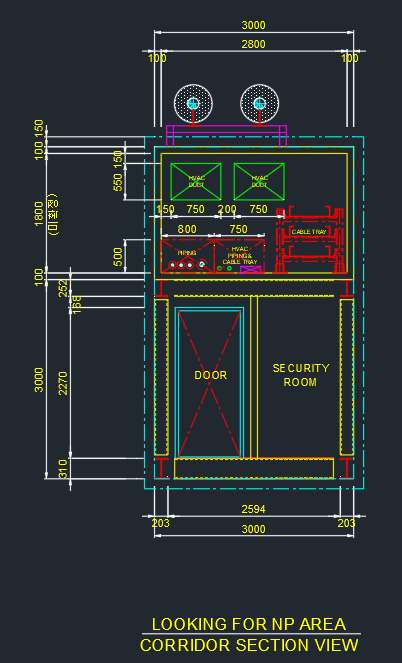 3000
2800
100 100
150
100
150
HVAC
DUCT
HVAC
DUCT
550
150 750 200 750
1800
(미확정)
800 750
CABLE TRAY
500
PIPING
HVAC
PIPING&
CABLE TRAY
100
252
168
3000
2270
DOOR
SECURITY
ROOM
310
2594
203 203
3000
LOOKING FOR NP AREA
CORRIDOR SECTION VIEW